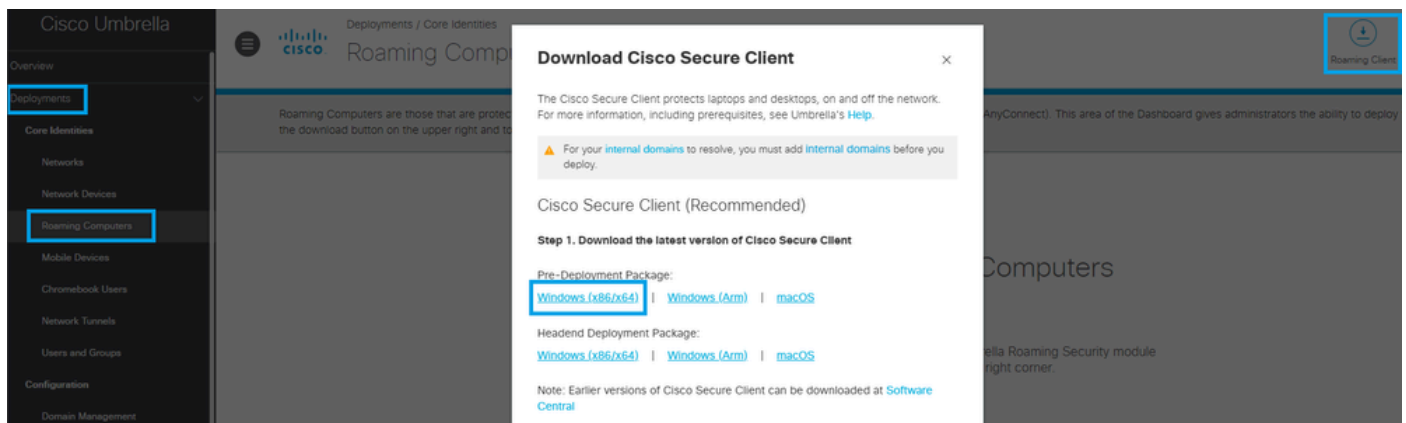 Cisco Umbrella
Overview
Deployments
Core Identities
Networks
Network Devices
Roaming Computers
Mobile Devices
Chromebook Users
Network Tunnels
Users and Groups
Configuration
Domain Management
CISCO
Deployments / Core Identities
Roaming Comp
Roaming Client
Roaming Computers are those that are protec
the download button on the upper right and to
AnyConnect). This area of the Dashboard gives administrators the ability to deploy
Computers
ella Roaming Security module
right corner.
Download Cisco Secure Client
The Cisco Secure Client protects laptops and desktops, on and off the network.
For more information, including prerequisites, see Umbrella's Help.
For your internal domains to resolve, you must add internal domains before you
deploy.
Cisco Secure Client (Recommended)
Step 1. Download the latest version of Cisco Secure Client
Pre-Deployment Package:
Windows (x86/x64) | Windows (Arm) | macOS
Headend Deployment Package:
Windows (x86/x64) | Windows (Arm) | macOS
Note: Earlier versions of Cisco Secure Client can be downloaded at Software
Central